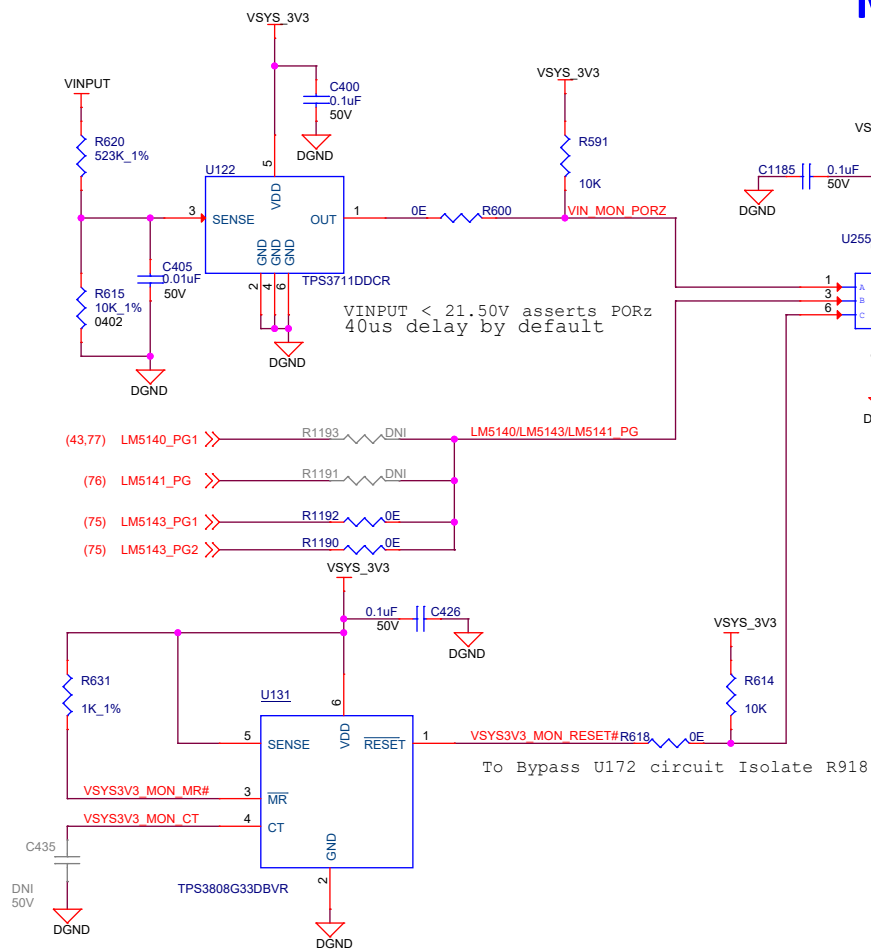 VSYS_3V3
VINPUT
C400
0.1uF
50V
DGND
R620
523K_1%
U122
5
VDD
3
SENSE
OUT
1
GND
GND
GND
2
4
6
TPS3711DDCR
DGND
C405
0.01uF
50V
R615
10K_1%
0402
DGND
0E
R600
VSYS_3V3
R591
10K
VIN_MON_PORZ
VINPUT < 21.50V asserts PORz
40us delay by default
VS
C1185
0.1uF
50V
DGND
U255
1
A
3
B
6
C
D
(43,77) LM5140_PG1
R1193
DNI
LM5140/LM5143/LM5141_PG
(76) LM5141_PG
R1191
DNI
(75) LM5143_PG1
R1192
0E
(75) LM5143_PG2
R1190
0E
VSYS_3V3
0.1uF
C426
50V
DGND
R631
1K_1%
U131
6
VDD
5
SENSE
RESET
1
VSYS3V3_MON_RESET#
R618
0E
VSYS_3V3
R614
10K
To Bypass U172 circuit Isolate R918
VSYS3V3_MON_MR#
3
MR
VSYS3V3_MON_CT
4
CT
GND
2
C435
DNI
50V
DGND
TPS3808G33DBVR
DGND